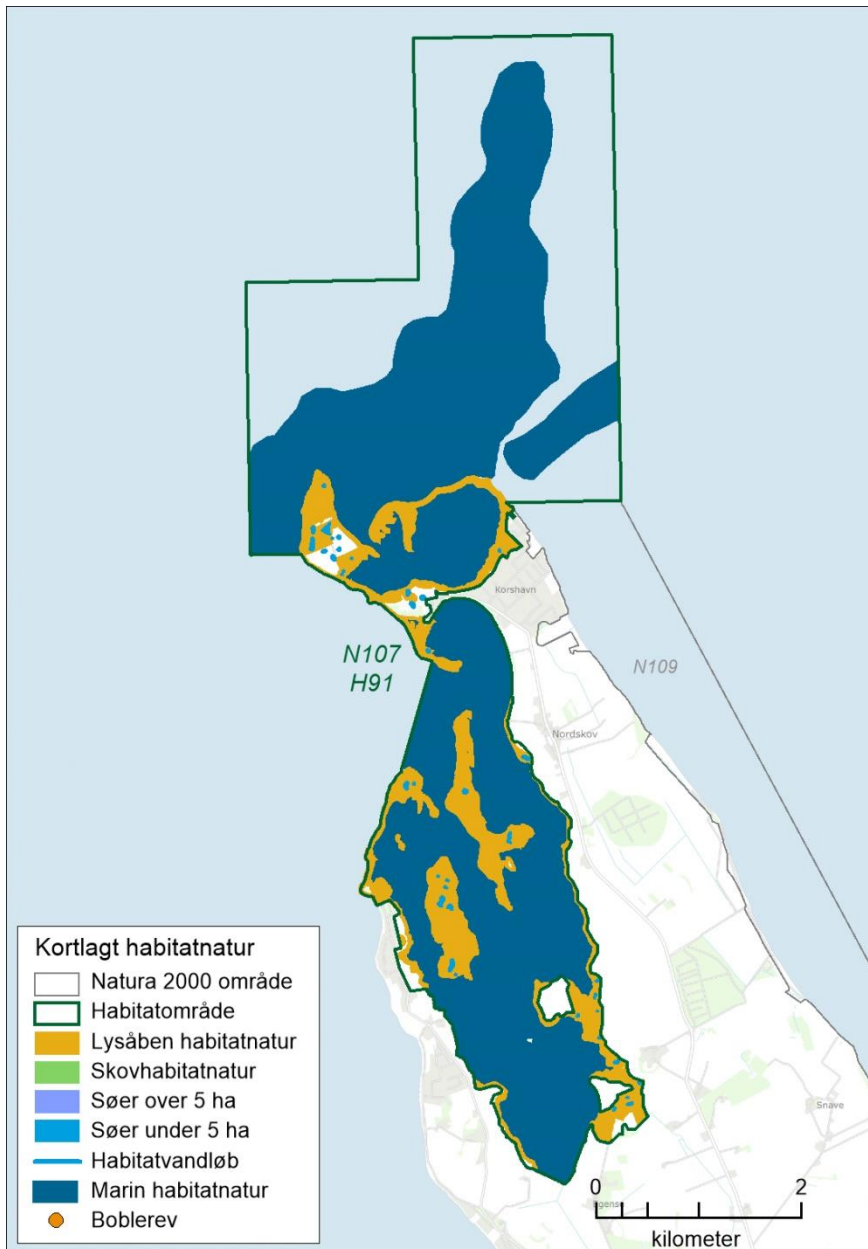 Korshavn
N107
H91
N109
Nordskov
Kortlagt habitatnatur
Natura 2000 område
Habitatområde
Lysåben habitatnatur
Skovhabitatnatur
Søer over 5 ha
Søer under 5 ha
Habitatvandløb
Marin habitatnatur
Boblerev
Snave
0 2
kilometer